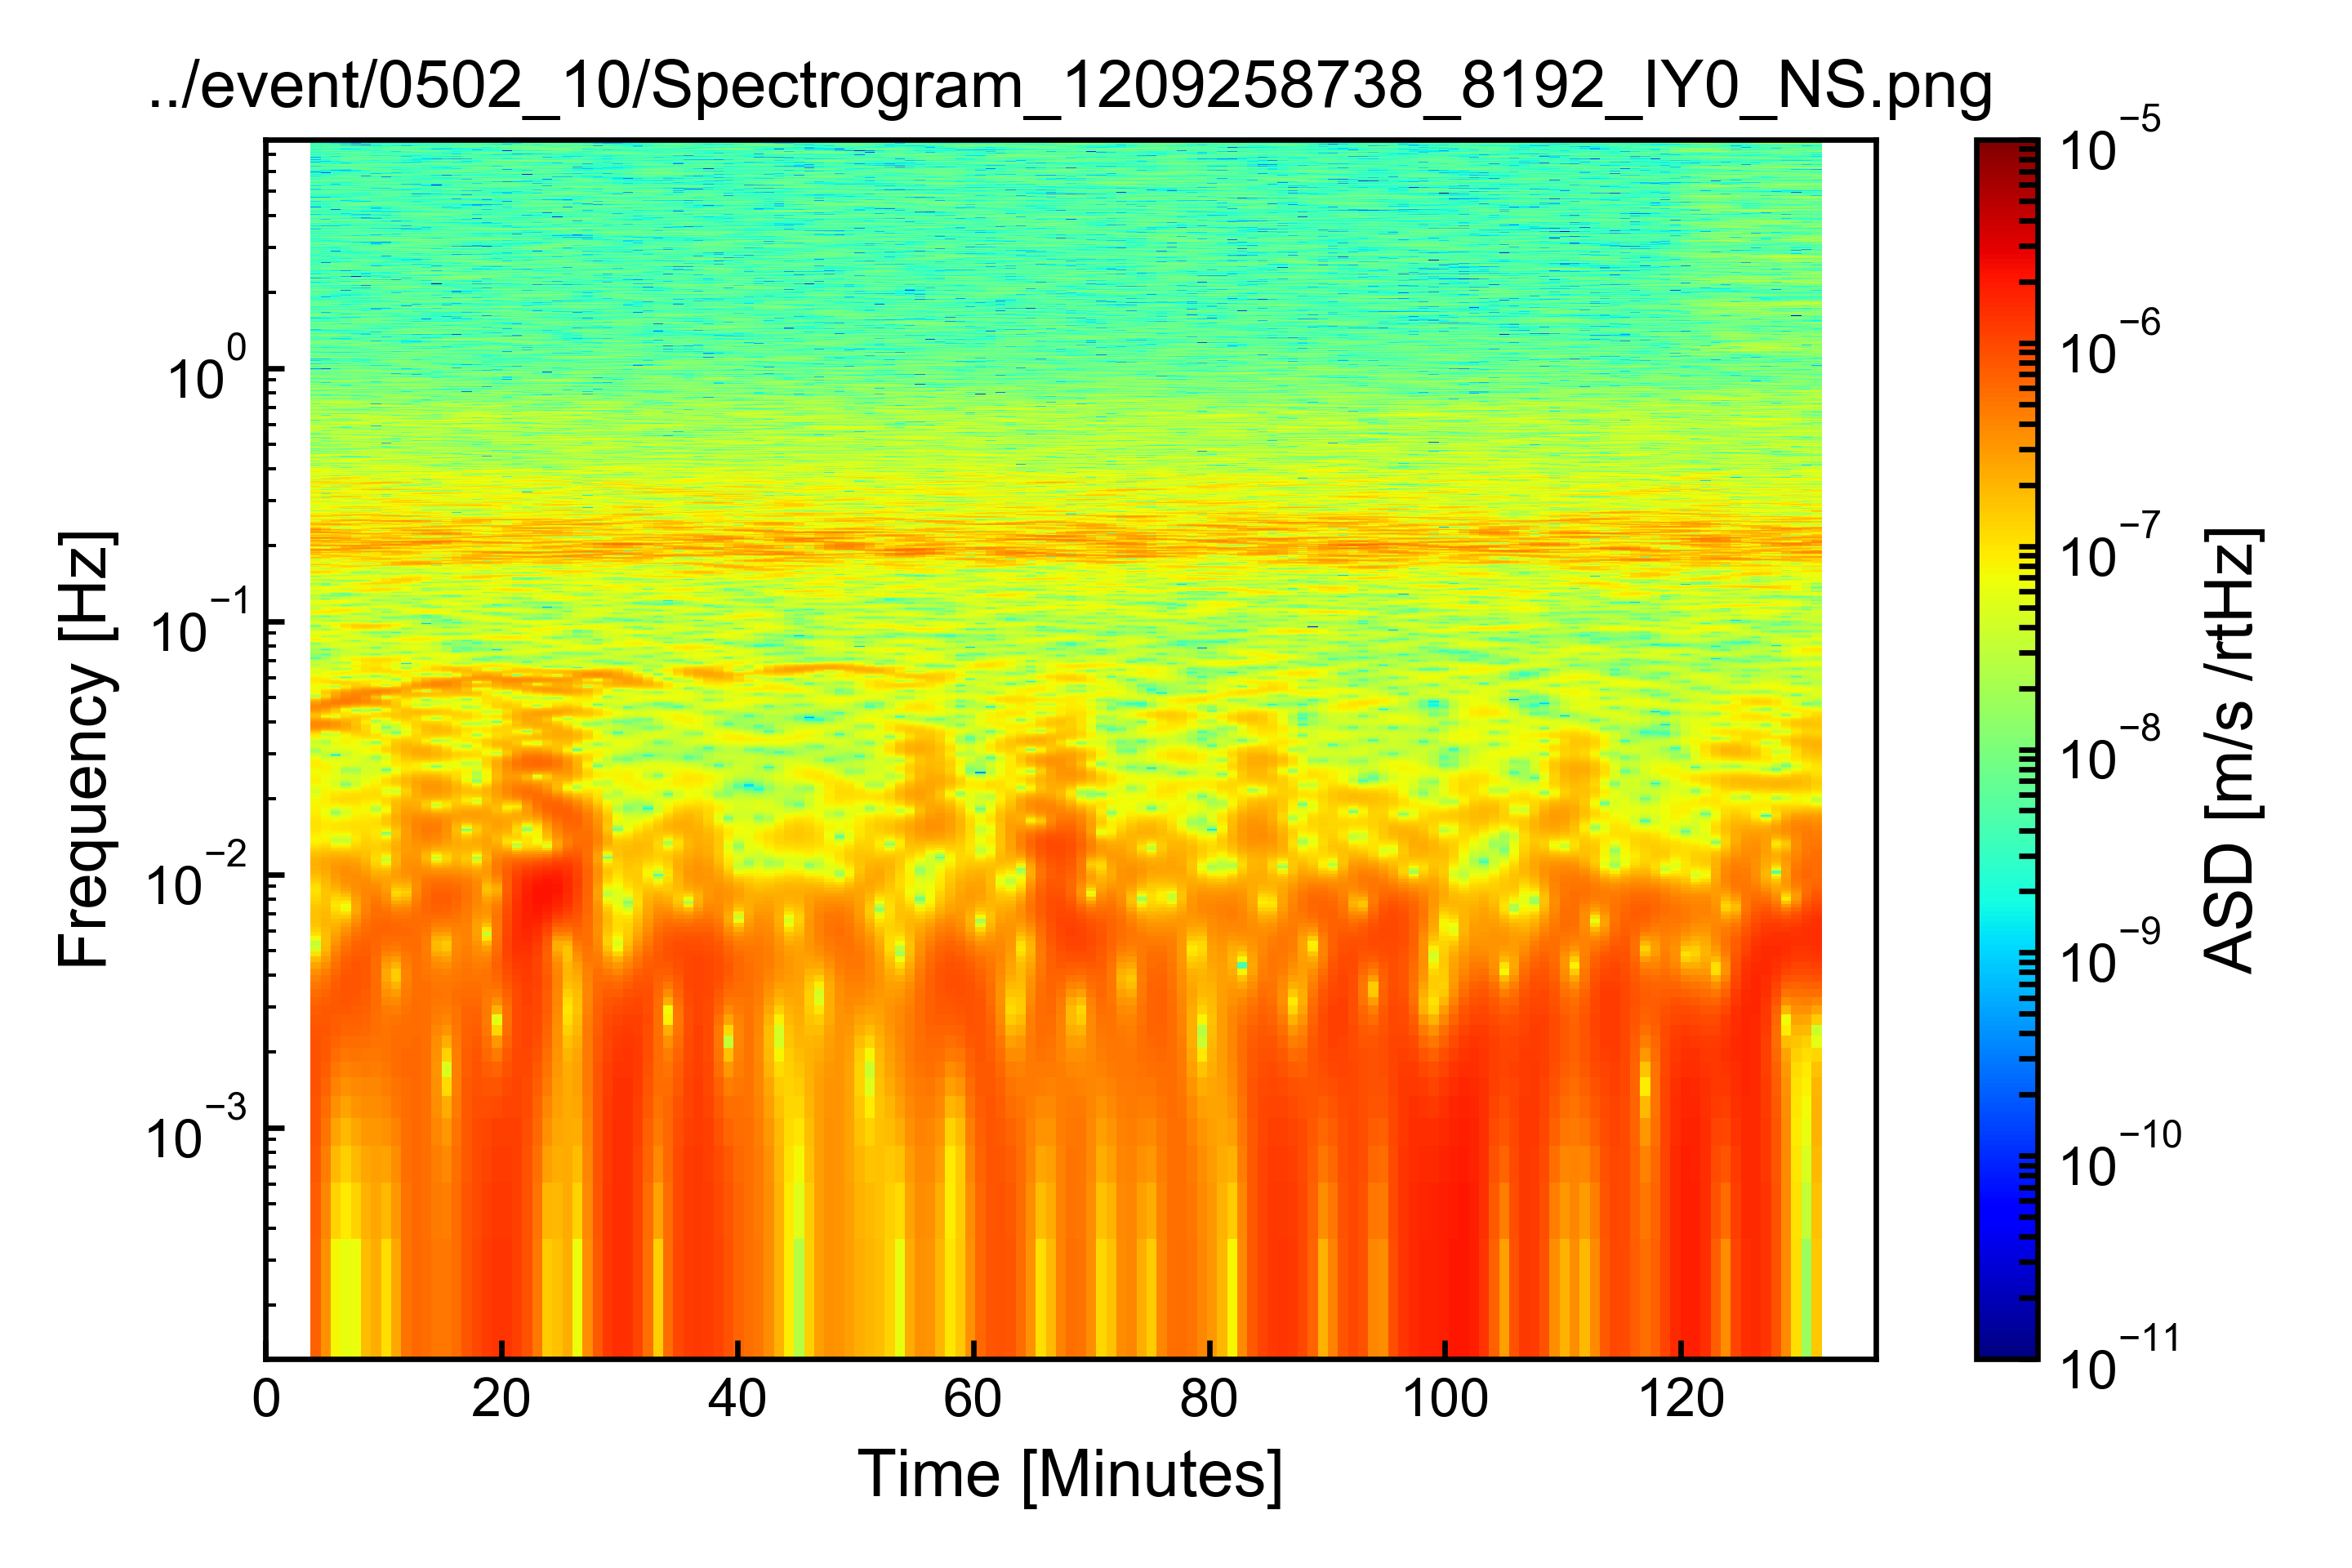 ../event/0502_10/Spectrogram_1209258738_8192_IY0_NS.png
Frequency [Hz]
10^0
10^−1
10^−2
10^−3
0 20 40 60 80 100 120
Time [Minutes]
10^−5
10^−6
10^−7
10^−8
10^−9
10^−10
10^−11
ASD [m/s /rtHz]